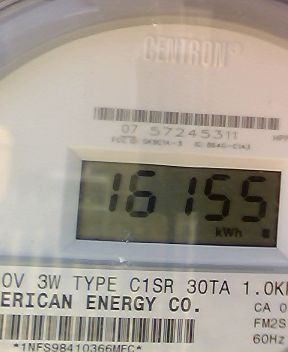 CENTRON®
07 57245311
16155
kWh
0V 3W TYPE C1SR 30TA 1.0K
ERICAN ENERGY CO.
CA 0
FM2S
60Hz
*1NFS98410366MFC*